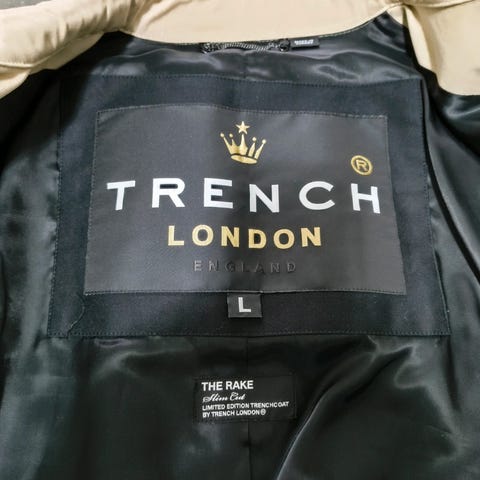 TRENCH®
LONDON
ENGLAND
L
THE RAKE
Slim Cut
LIMITED EDITION TRENCHCOAT
BY TRENCH LONDON®